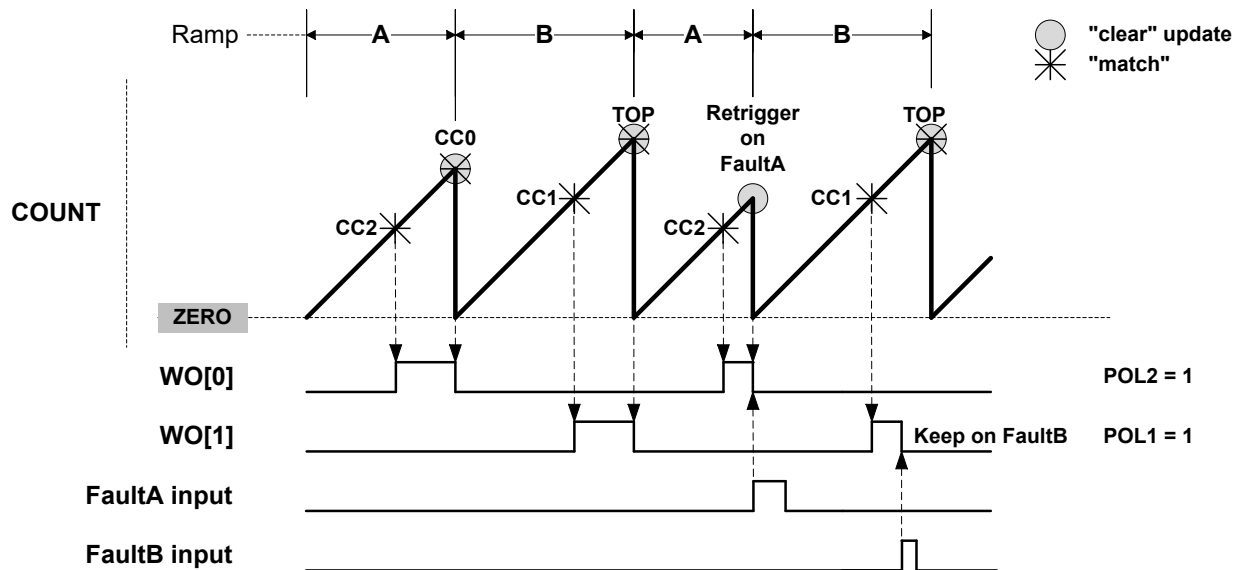 Ramp
A
B
A
B
"clear" update
"match"
TOP
Retrigger
on
FaultA
TOP
CC0
CC1
CC1
COUNT
CC2
CC2
ZERO
WO[0]
POL2 = 1
WO[1]
Keep on FaultB
POL1 = 1
FaultA input
FaultB input